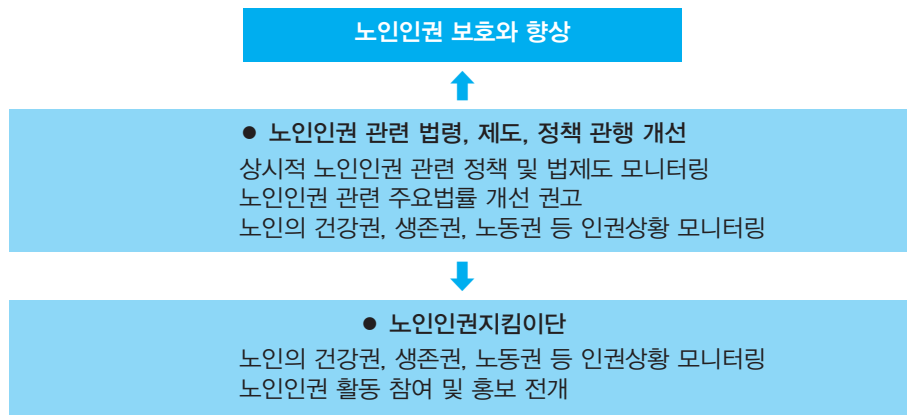 노인인권 보호와 향상
● 노인인권 관련 법령, 제도, 정책 관행 개선
상시적 노인인권 관련 정책 및 법제도 모니터링
노인인권 관련 주요법률 개선 권고
노인의 건강권, 생존권, 노동권 등 인권상황 모니터링
● 노인인권지킴이단
노인의 건강권, 생존권, 노동권 등 인권상황 모니터링
노인인권 활동 참여 및 홍보 전개